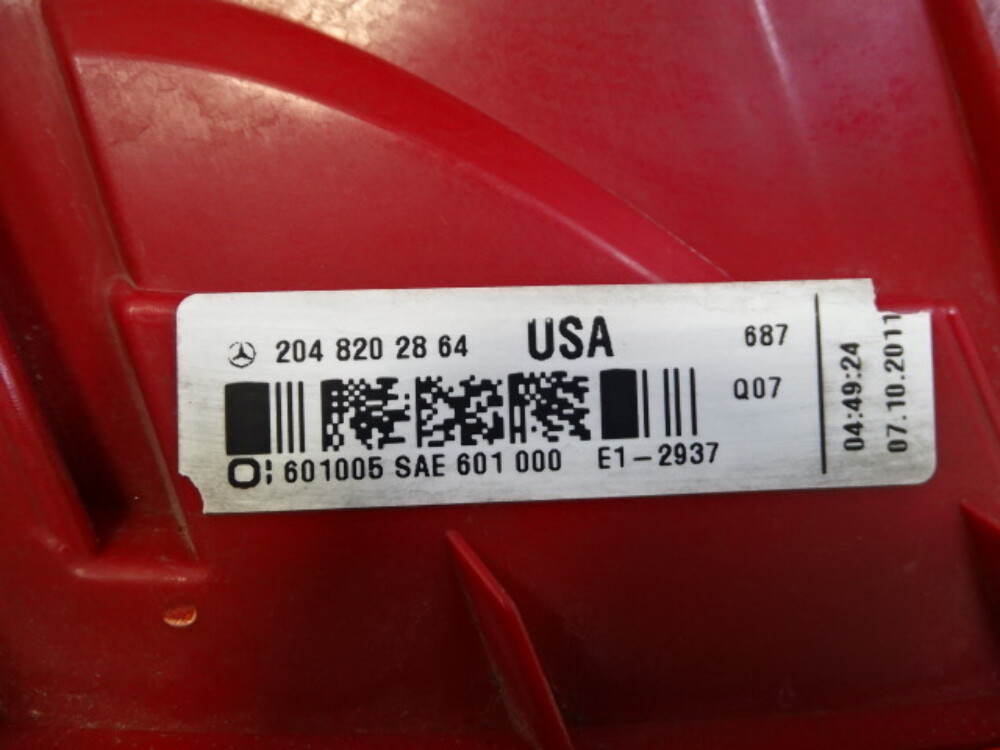 204 820 28 64 USA 687
Q07
O: 601005 SAE 601 000 E1-2937
04:49:24
07.10.2011